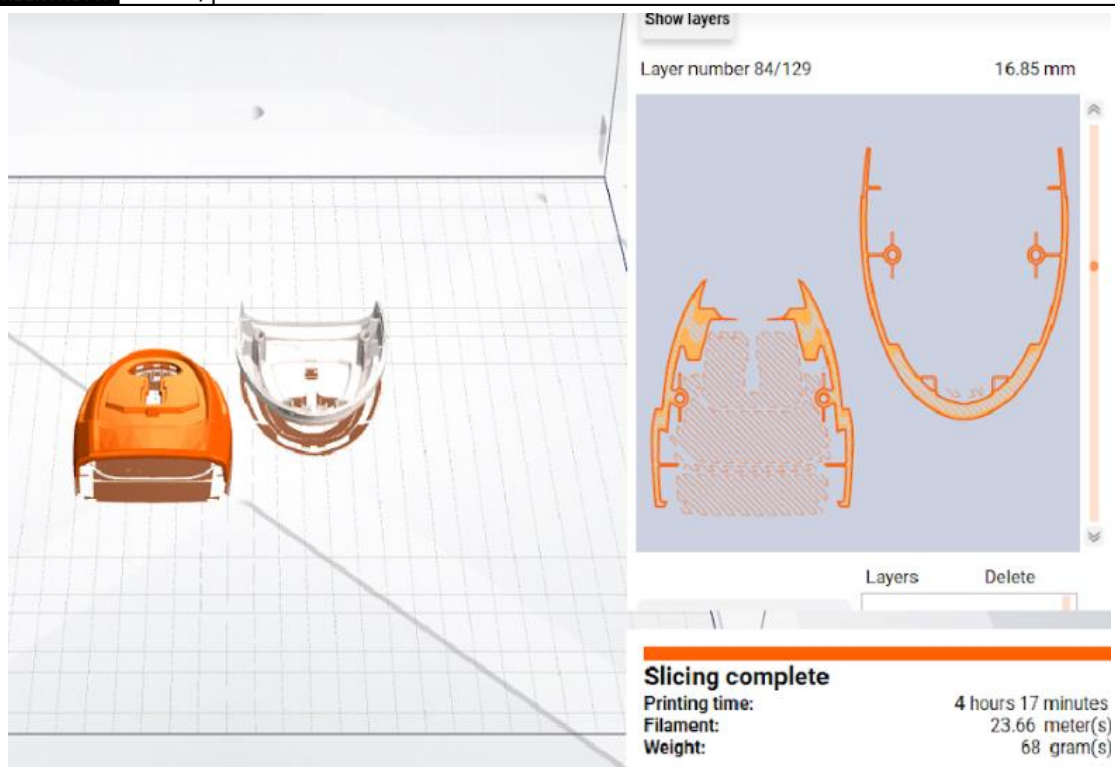 Show layers
Layer number 84/129 16.85 mm
Layers Delete
Slicing complete
Printing time: 4 hours 17 minutes
Filament: 23.66 meter(s)
Weight: 68 gram(s)